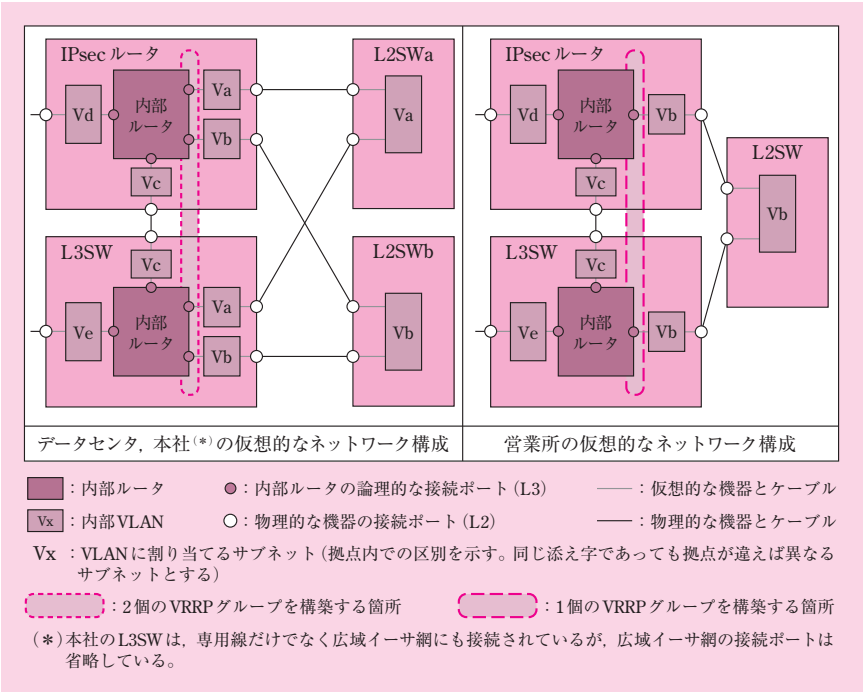 IPsec ルータ
Vd
内部
ルータ
Va
Vb
Vc
L2SWa
Va
L3SW
Vc
Ve
内部
ルータ
Va
Vb
L2SWb
Vb
データセンタ, 本社(*)の仮想的なネットワーク構成
IPsec ルータ
Vd
内部
ルータ
Vb
Vc
L2SW
Vb
L3SW
Vc
Ve
内部
ルータ
Vb
営業所の仮想的なネットワーク構成
：内部ルータ
：内部ルータの論理的な接続ポート(L3)
：仮想的な機器とケーブル
Vx ：内部VLAN
：物理的な機器の接続ポート(L2)
：物理的な機器とケーブル
Vx ：VLANに割り当てるサブネット(拠点内での区別を示す。同じ添え字であっても拠点が違えば異なる
サブネットとする)
：2個のVRRPグループを構築する箇所
：1個のVRRPグループを構築する箇所
(*)本社のL3SWは，専用線だけでなく広域イーサ網にも接続されているが，広域イーサ網の接続ポートは
省略している。